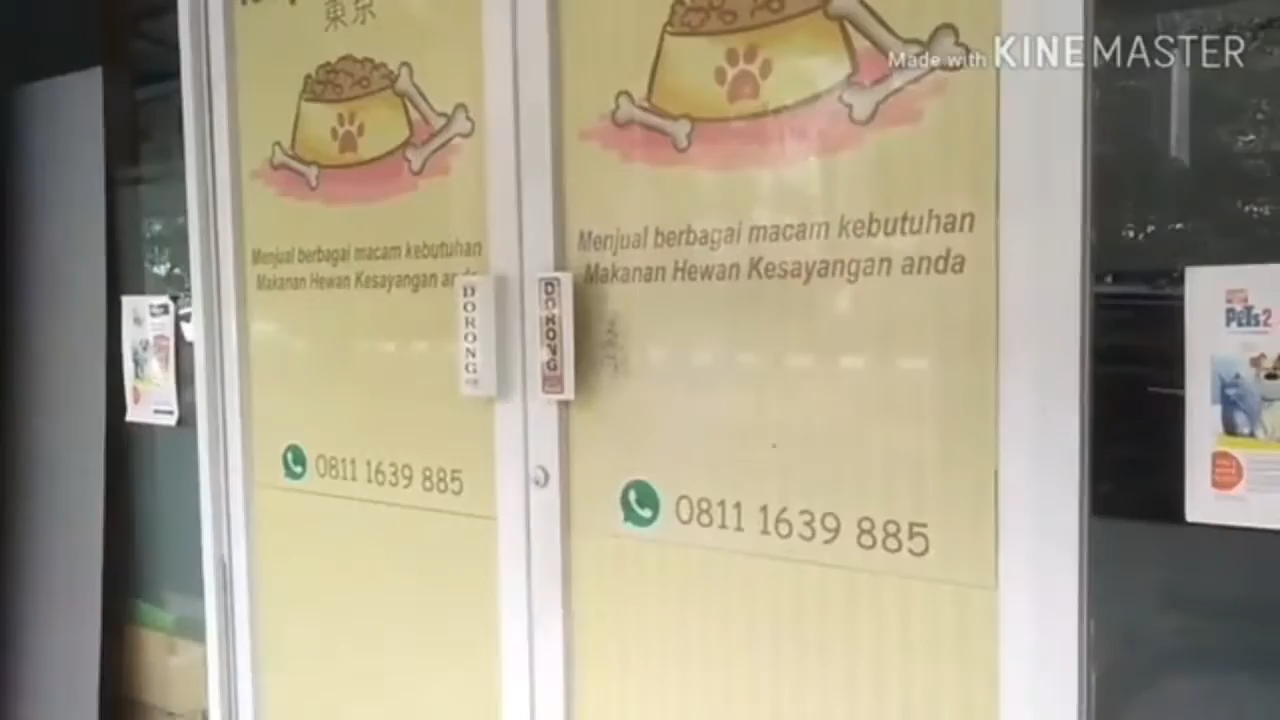 東京
Made with KINEMASTER
Menjual berbagai macam kebutuhan
Makanan Hewan Kesayangan
Menjual berbagai macam kebutuhan
Makanan Hewan Kesayangan anda
DORONG
DORONG
0811 1639 885
0811 1639 885
PETS 2